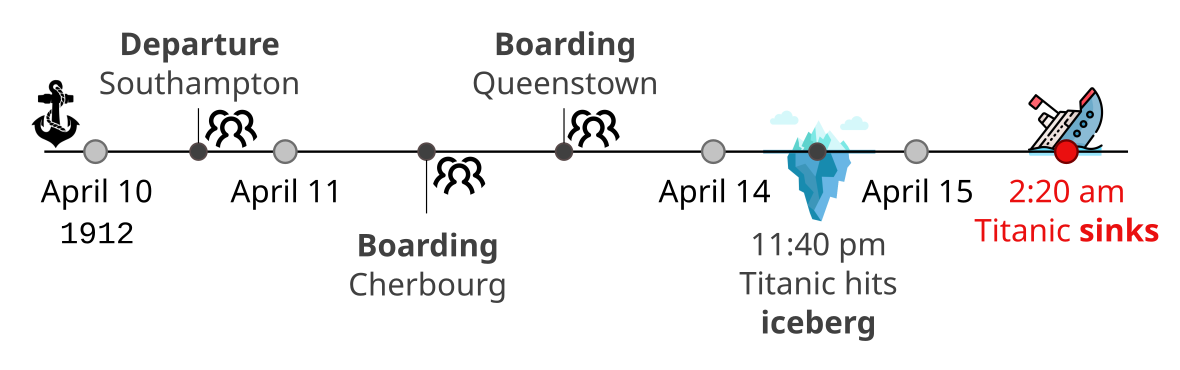 Departure
Southampton
Boarding
Queenstown
April 10
1912
April 11
Boarding
Cherbourg
April 14
11:40 pm
Titanic hits
iceberg
April 15
2:20 am
Titanic sinks